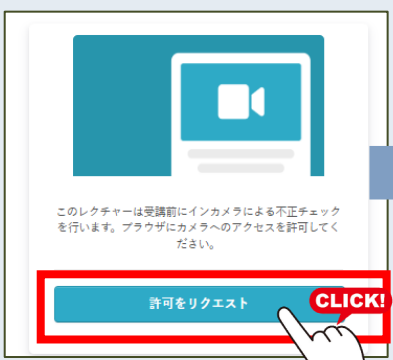 このレクチャーは受講前にインカメラによる不正チェック
を行います。ブラウザにカメラへのアクセスを許可してく
ださい。
許可をリクエスト
CLICK!